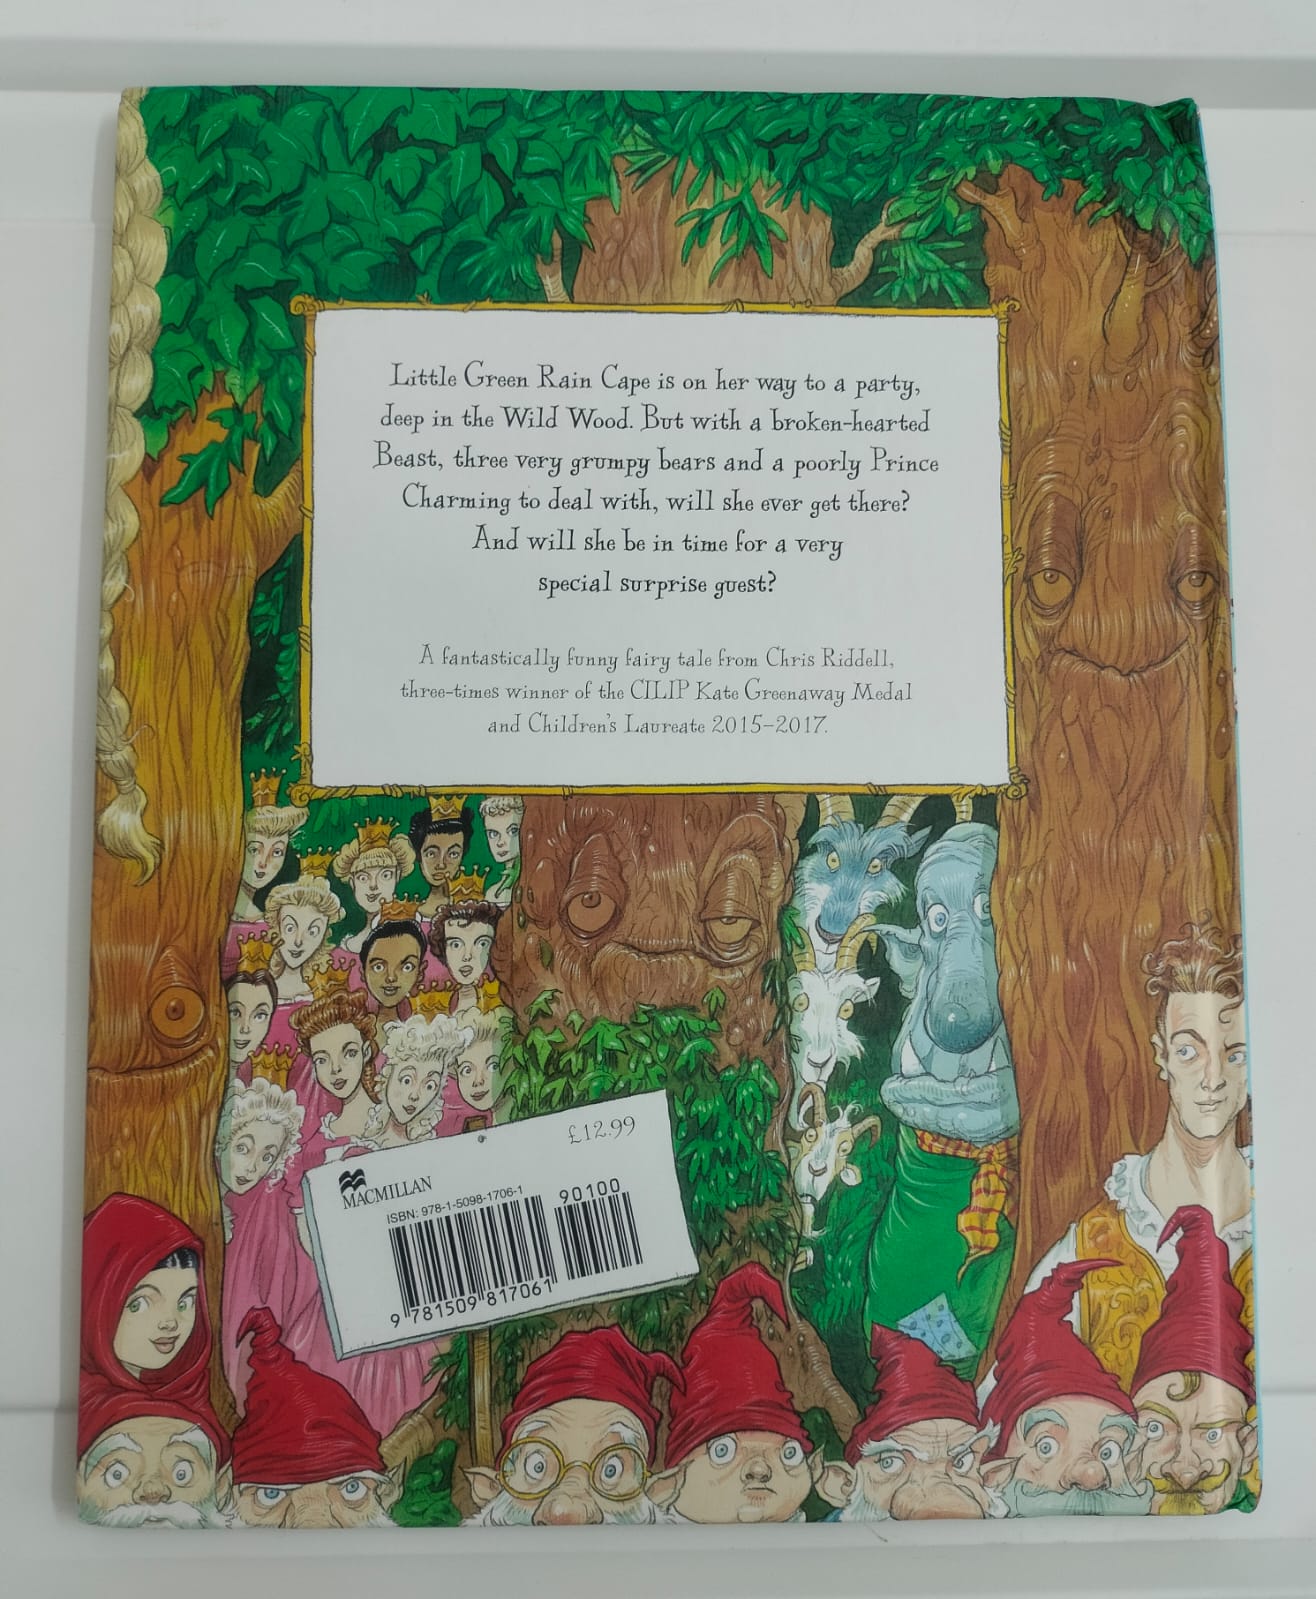 Little Green Rain Cape is on her way to a party,
deep in the Wild Wood. But with a broken-hearted
Beast, three very grumpy bears and a poorly Prince
Charming to deal with, will she ever get there?
And will she be in time for a very
special surprise guest?
A fantastically funny fairy tale from Chris Riddell,
three-times winner of the CILIP Kate Greenaway Medal
and Children's Laureate 2015–2017.
£12.99
MACMILLAN
ISBN: 978-1-5098-1706-1
90100
9 781509 817061